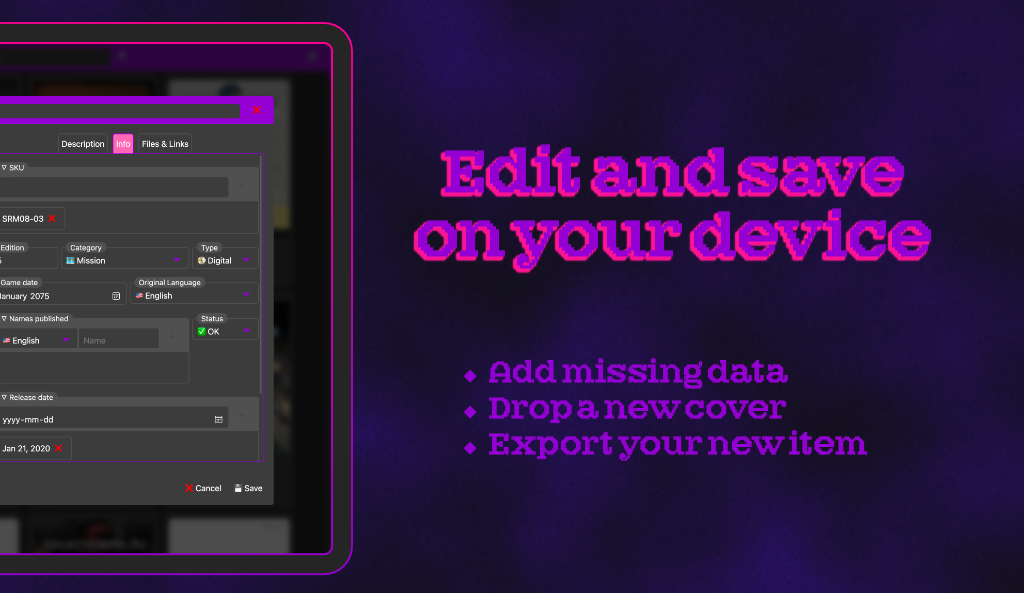 Description Info Files & Links
▽ SKU
SRM08-03
Edition Category Type
Mission Digital
Game date Original Language
January 2075 English
▽ Names published Status
English Name OK
▽ Release date
yyyy-mm-dd
Jan 21, 2020
Cancel Save
Edit and save
on your device
◆ Add missing data
◆ Drop a new cover
◆ Export your new item